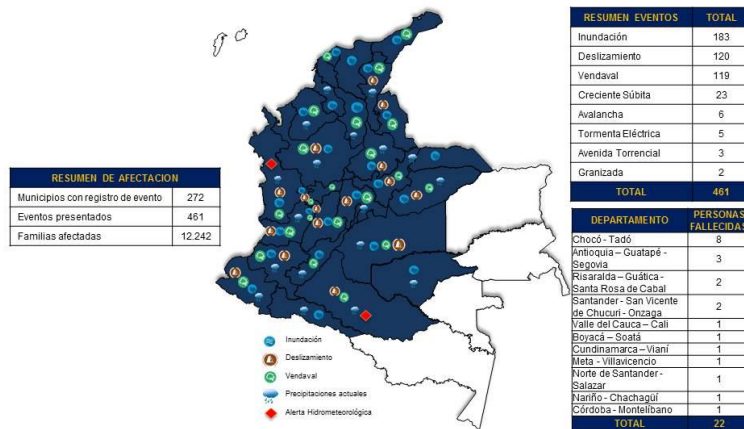 RESUMEN EVENTOS TOTAL
Inundación 183
Deslizamiento 120
Vendaval 119
Creciente Súbita 23
Avalancha 6
Tormenta Eléctrica 5
Avenida Torrencial 3
Granizada 2
TOTAL 461
RESUMEN DE AFECTACION
Municipios con registro de evento 272
Eventos presentados 461
Familias afectadas 12.242
DEPARTAMENTO PERSONAS
FALLECIDAS
Chocó - Tadó 8
Antioquia – Guatapé -
Segovia 3
Risaralda – Guática -
Santa Rosa de Cabal 2
Santander - San Vicente
de Chucuri - Onzaga 2
Valle del Cauca – Cali 1
Boyacá – Soatá 1
Cundinamarca – Vianí 1
Meta - Villavicencio 1
Norte de Santander -
Salazar 1
Nariño - Chachagüí 1
Córdoba - Montelíbano 1
TOTAL 22
Inundación
Deslizamiento
Vendaval
Precipitaciones actuales
Alerta Hidrometeorológica